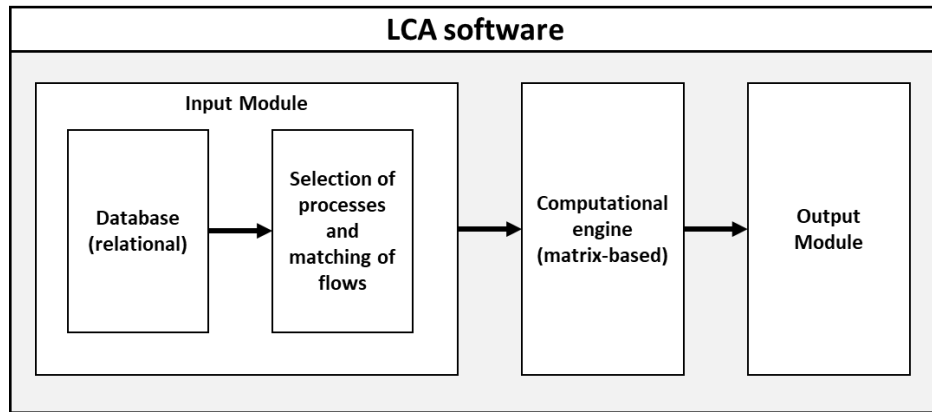 LCA software
Input Module
Database
(relational)
Selection of
processes
and
matching of
flows
Computational
engine
(matrix-based)
Output
Module